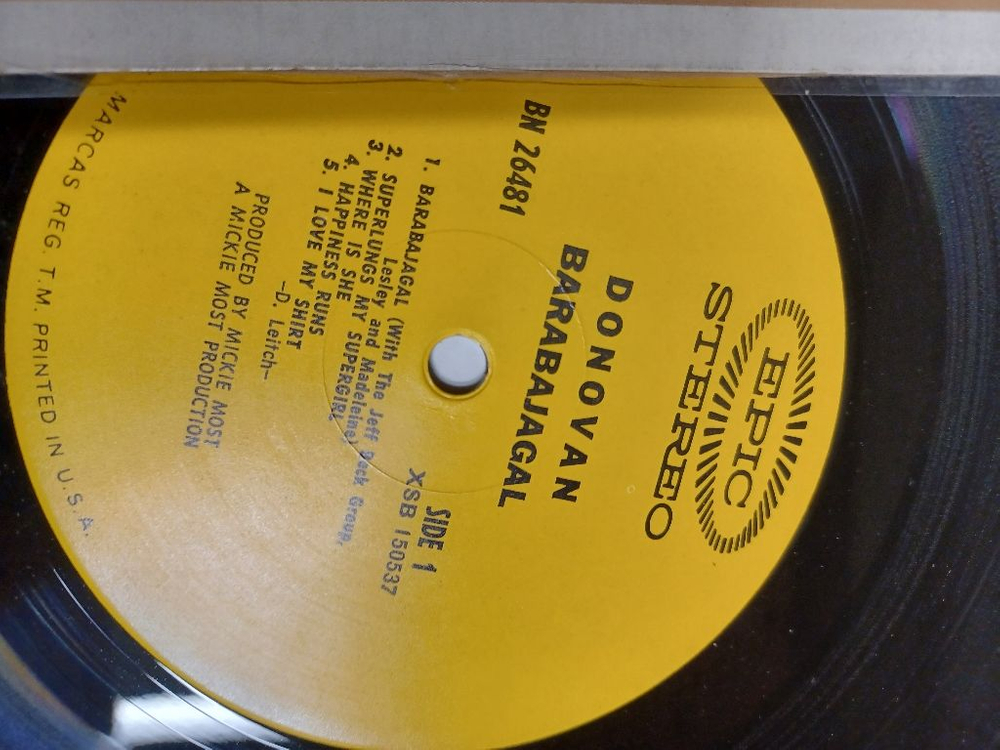 EPIC
STEREO
DONOVAN
BARABAJAGAL
BN 26481
SIDE 1
XSB 150537
1. BARABAJAGAL (With The Jeff Beck Group,
Lesley and Madeleine)
2. SUPERLUNGS MY SUPERGIRL
3. WHERE IS SHE
4. HAPPINESS RUNS
5. I LOVE MY SHIRT
-D. Leitch-
PRODUCED BY MICKIE MOST
A MICKIE MOST PRODUCTION
MARCAS REG. T.M. PRINTED IN U.S.A.